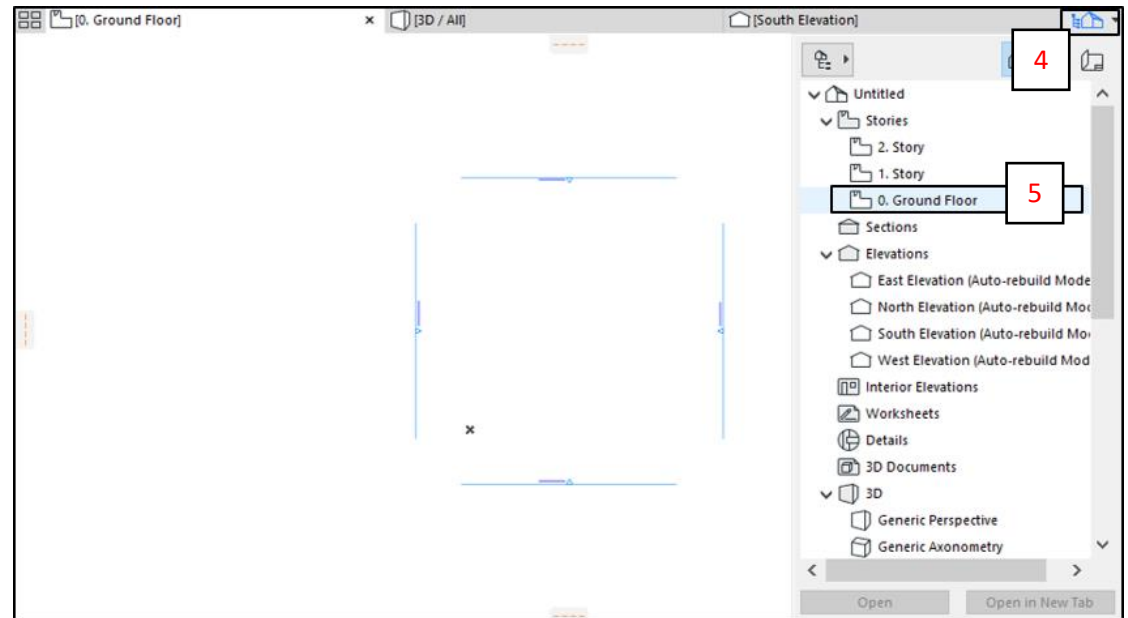 [0. Ground Floor]
[3D / All]
[South Elevation]
4
Untitled
Stories
2. Story
1. Story
0. Ground Floor
5
Sections
Elevations
East Elevation (Auto-rebuild Mode
North Elevation (Auto-rebuild Mo
South Elevation (Auto-rebuild Mo
West Elevation (Auto-rebuild Mod
Interior Elevations
Worksheets
Details
3D Documents
3D
Generic Perspective
Generic Axonometry
Open
Open in New Tab